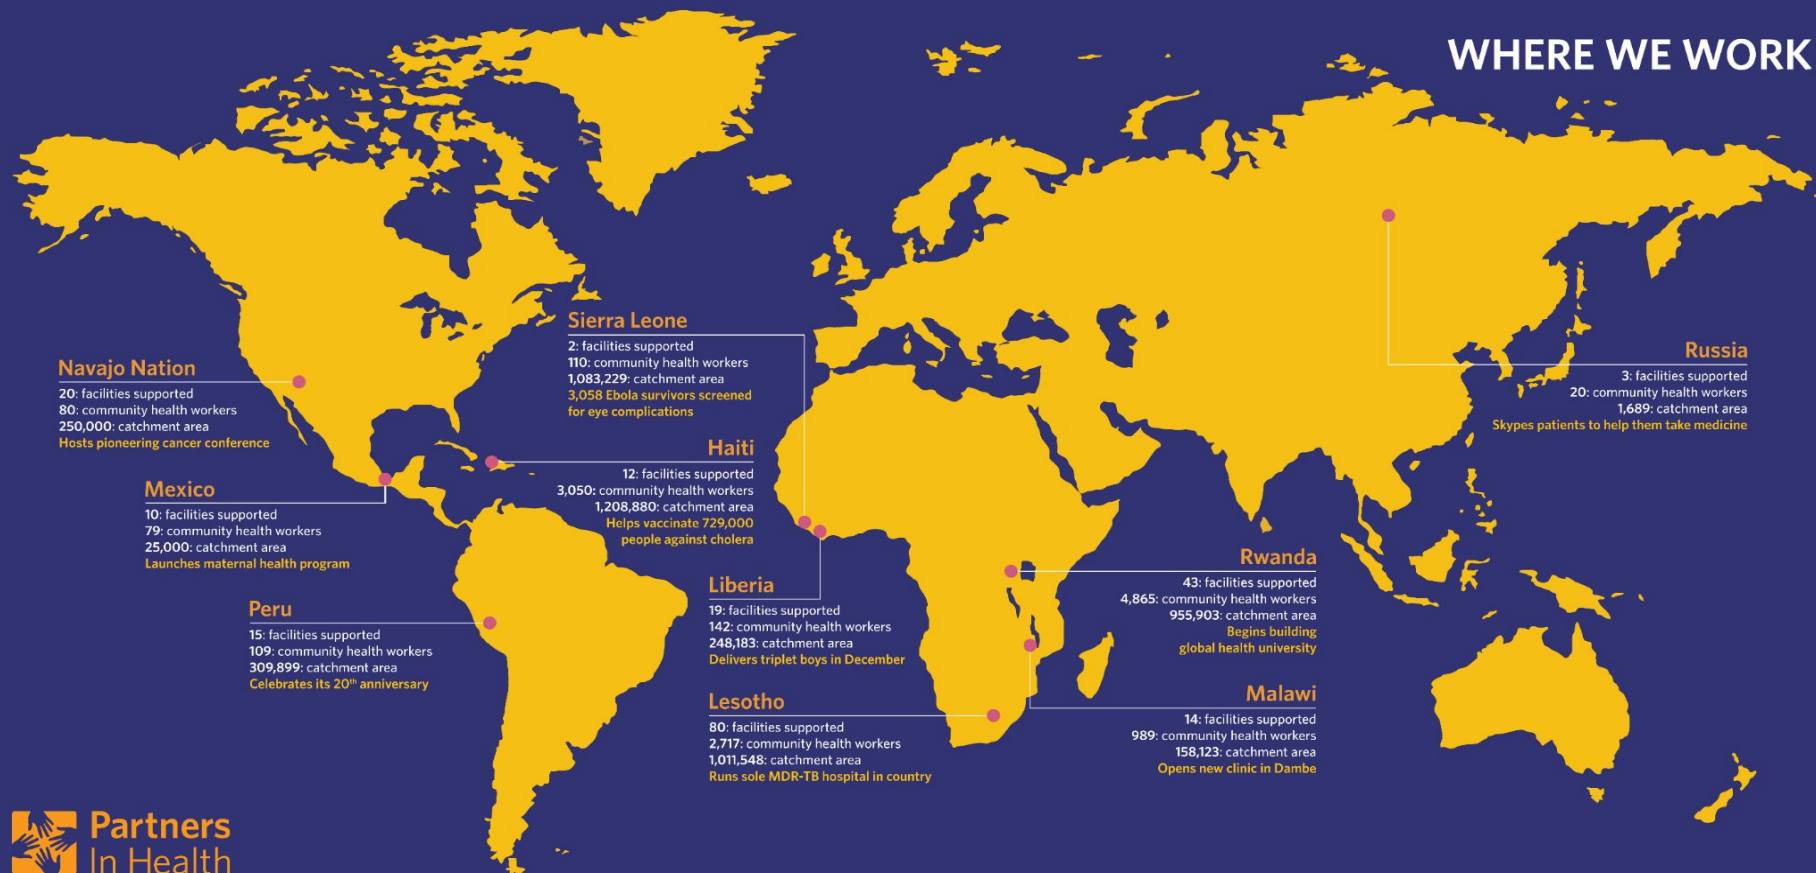 WHERE WE WORK
Navajo Nation
20: facilities supported
80: community health workers
250,000: catchment area
Hosts pioneering cancer conference
Mexico
10: facilities supported
79: community health workers
25,000: catchment area
Launches maternal health program
Peru
15: facilities supported
109: community health workers
309,899: catchment area
Celebrates its 20th anniversary
Sierra Leone
2: facilities supported
110: community health workers
1,083,229: catchment area
3,058 Ebola survivors screened
for eye complications
Haiti
12: facilities supported
3,050: community health workers
1,208,880: catchment area
Helps vaccinate 729,000
people against cholera
Liberia
19: facilities supported
142: community health workers
248,183: catchment area
Delivers triplet boys in December
Lesotho
80: facilities supported
2,717: community health workers
1,011,548: catchment area
Runs sole MDR-TB hospital in country
Rwanda
43: facilities supported
4,865: community health workers
955,903: catchment area
Begins building
global health university
Malawi
14: facilities supported
989: community health workers
158,123: catchment area
Opens new clinic in Dambe
Russia
3: facilities supported
20: community health workers
1,689: catchment area
Skypes patients to help them take medicine
Partners
In Health